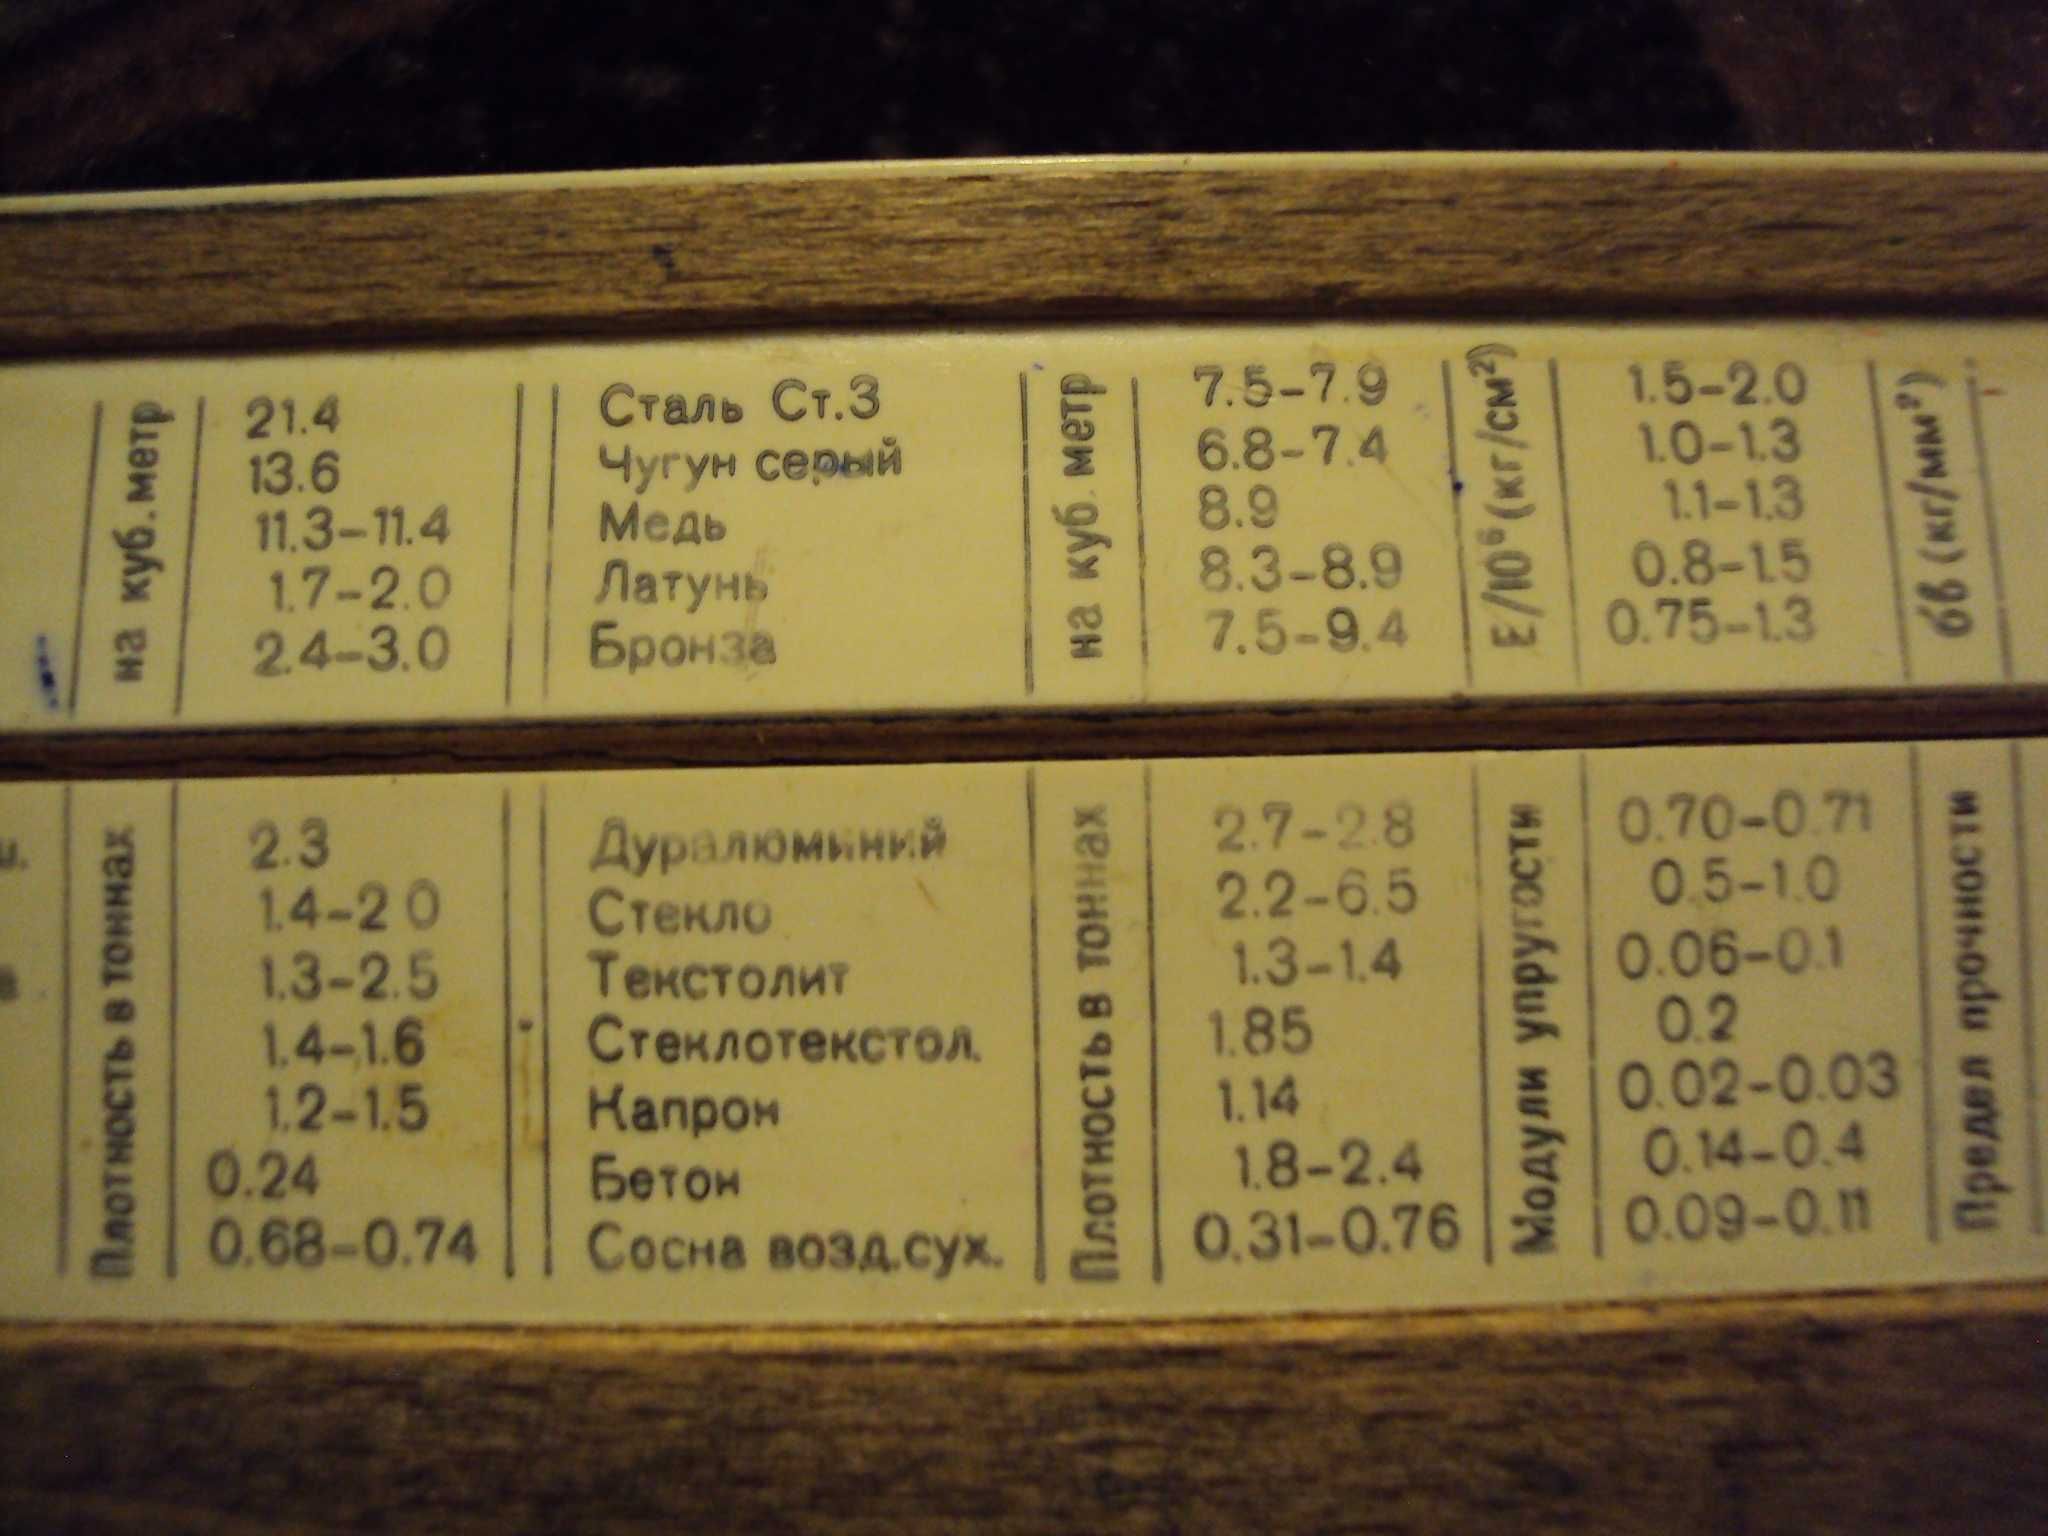 на куб. метр
21.4
13.6
11.3-11.4
1.7-2.0
2.4-3.0
Сталь Ст.3
Чугун серый
Медь
Латунь
Бронза
на куб. метр
7.5-7.9
6.8-7.4
8.9
8.3-8.9
7.5-9.4
E/10⁶(кг/см²)
1.5-2.0
1.0-1.3
1.1-1.3
0.8-1.5
0.75-1.3
бв (кг/мм²)
Плотность в тоннах
2.3
1.4-2 0
1.3-2.5
1.4-1.6
1.2-1.5
0.24
0.68-0.74
Дуралюминий
Стекло
Текстолит
Стеклотекстол.
Капрон
Бетон
Сосна возд.сух.
Плотность в тоннах
2.7-2.8
2.2-6.5
1.3-1.4
1.85
1.14
1.8-2.4
0.31-0.76
Модули упругости
0.70-0.71
0.5-1.0
0.06-0.1
0.2
0.02-0.03
0.14-0.4
0.09-0.11
Предел прочности